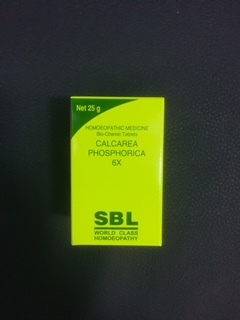 Net 25 g
HOMOEOPATHIC MEDICINE
Bio-Chemic Tablets
CALCAREA
PHOSPHORICA
6X
SBL
WORLD CLASS
HOMOEOPATHY